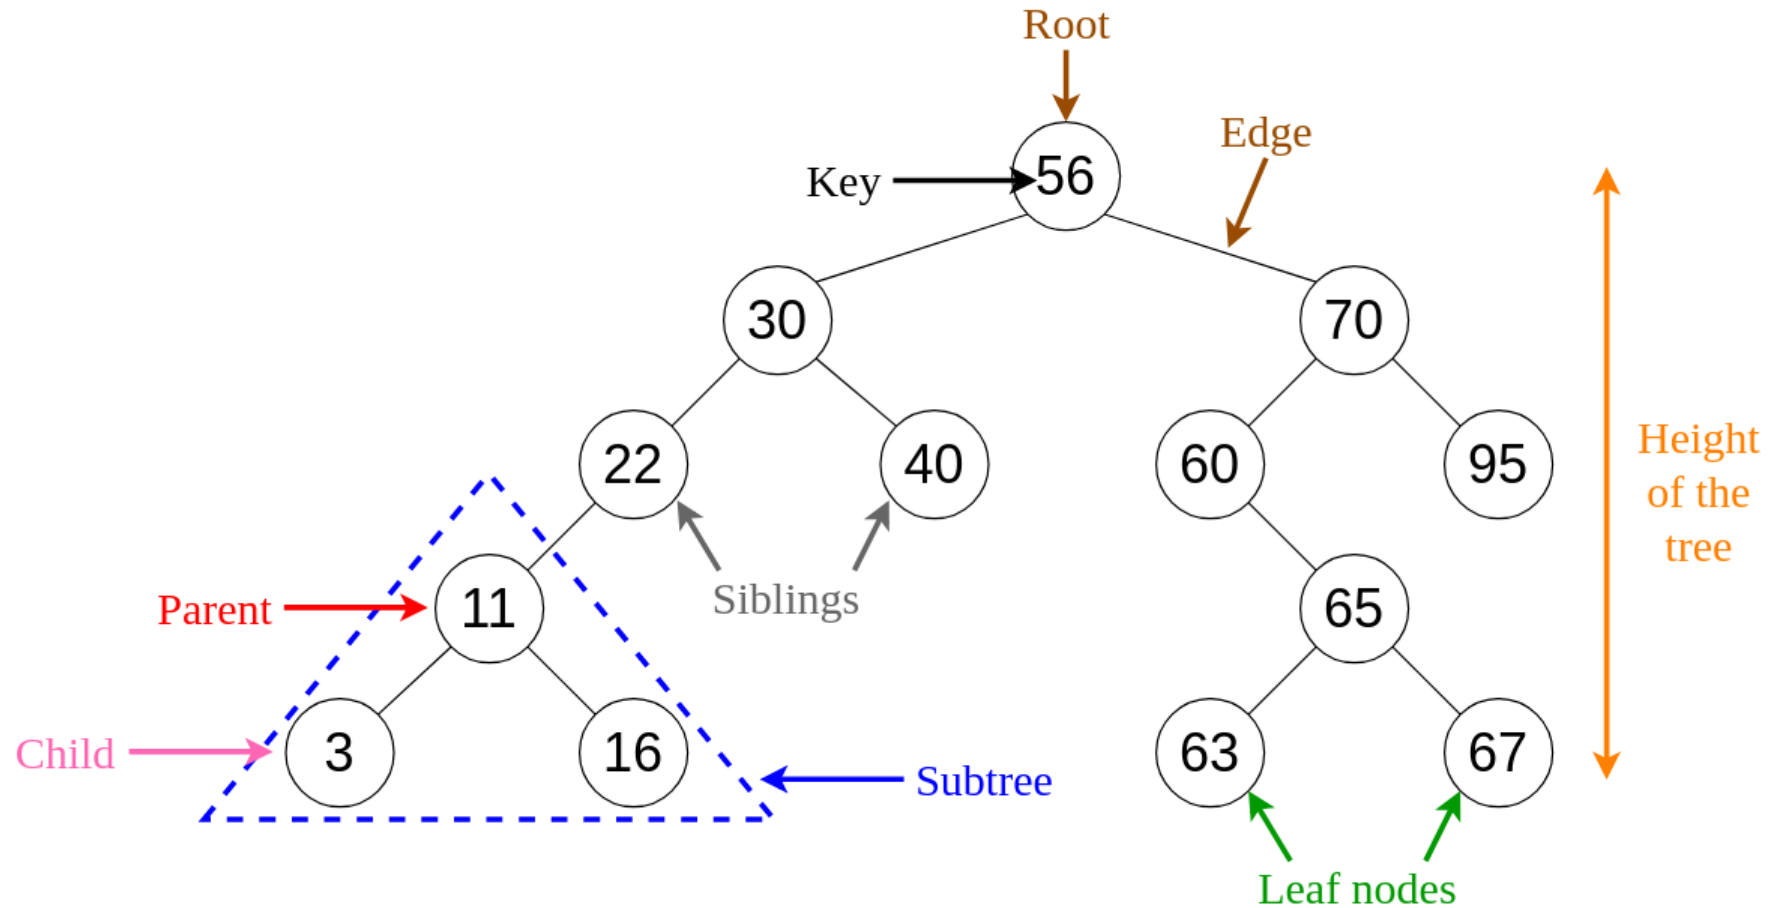 Root
Edge
Key
56
30
70
22
40
60
95
Height
of the
tree
Siblings
Parent
11
65
Child
3
16
63
67
Subtree
Leaf nodes